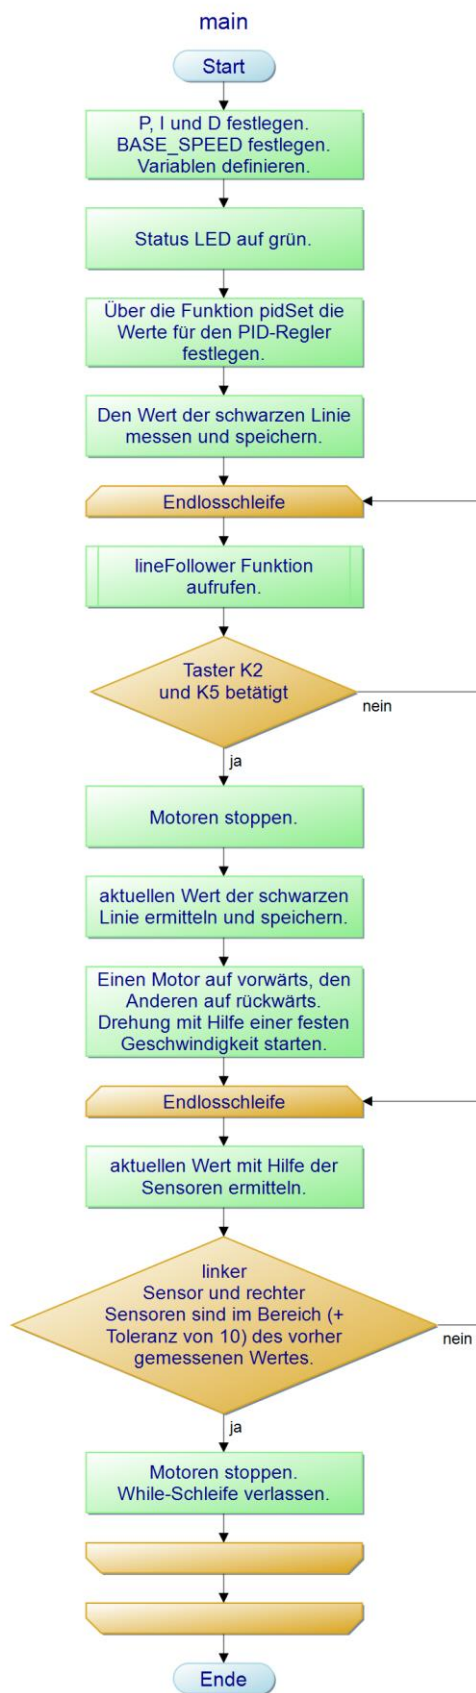 main
Start
P, I und D festlegen.
BASE_SPEED festlegen.
Variablen definieren.
Status LED auf grün.
Über die Funktion pidSet die
Werte für den PID-Regler
festlegen.
Den Wert der schwarzen Linie
messen und speichern.
Endlosschleife
lineFollower Funktion
aufrufen.
Taster K2
und K5 betätigt
nein
ja
Motoren stoppen.
aktuellen Wert der schwarzen
Linie ermitteln und speichern.
Einen Motor auf vorwärts, den
Anderen auf rückwärts.
Drehung mit Hilfe einer festen
Geschwindigkeit starten.
Endlosschleife
aktuellen Wert mit Hilfe der
Sensoren ermitteln.
linker
Sensor und rechter
Sensoren sind im Bereich (+
Toleranz von 10) des vorher
gemessenen Wertes.
nein
ja
Motoren stoppen.
While-Schleife verlassen.
Ende